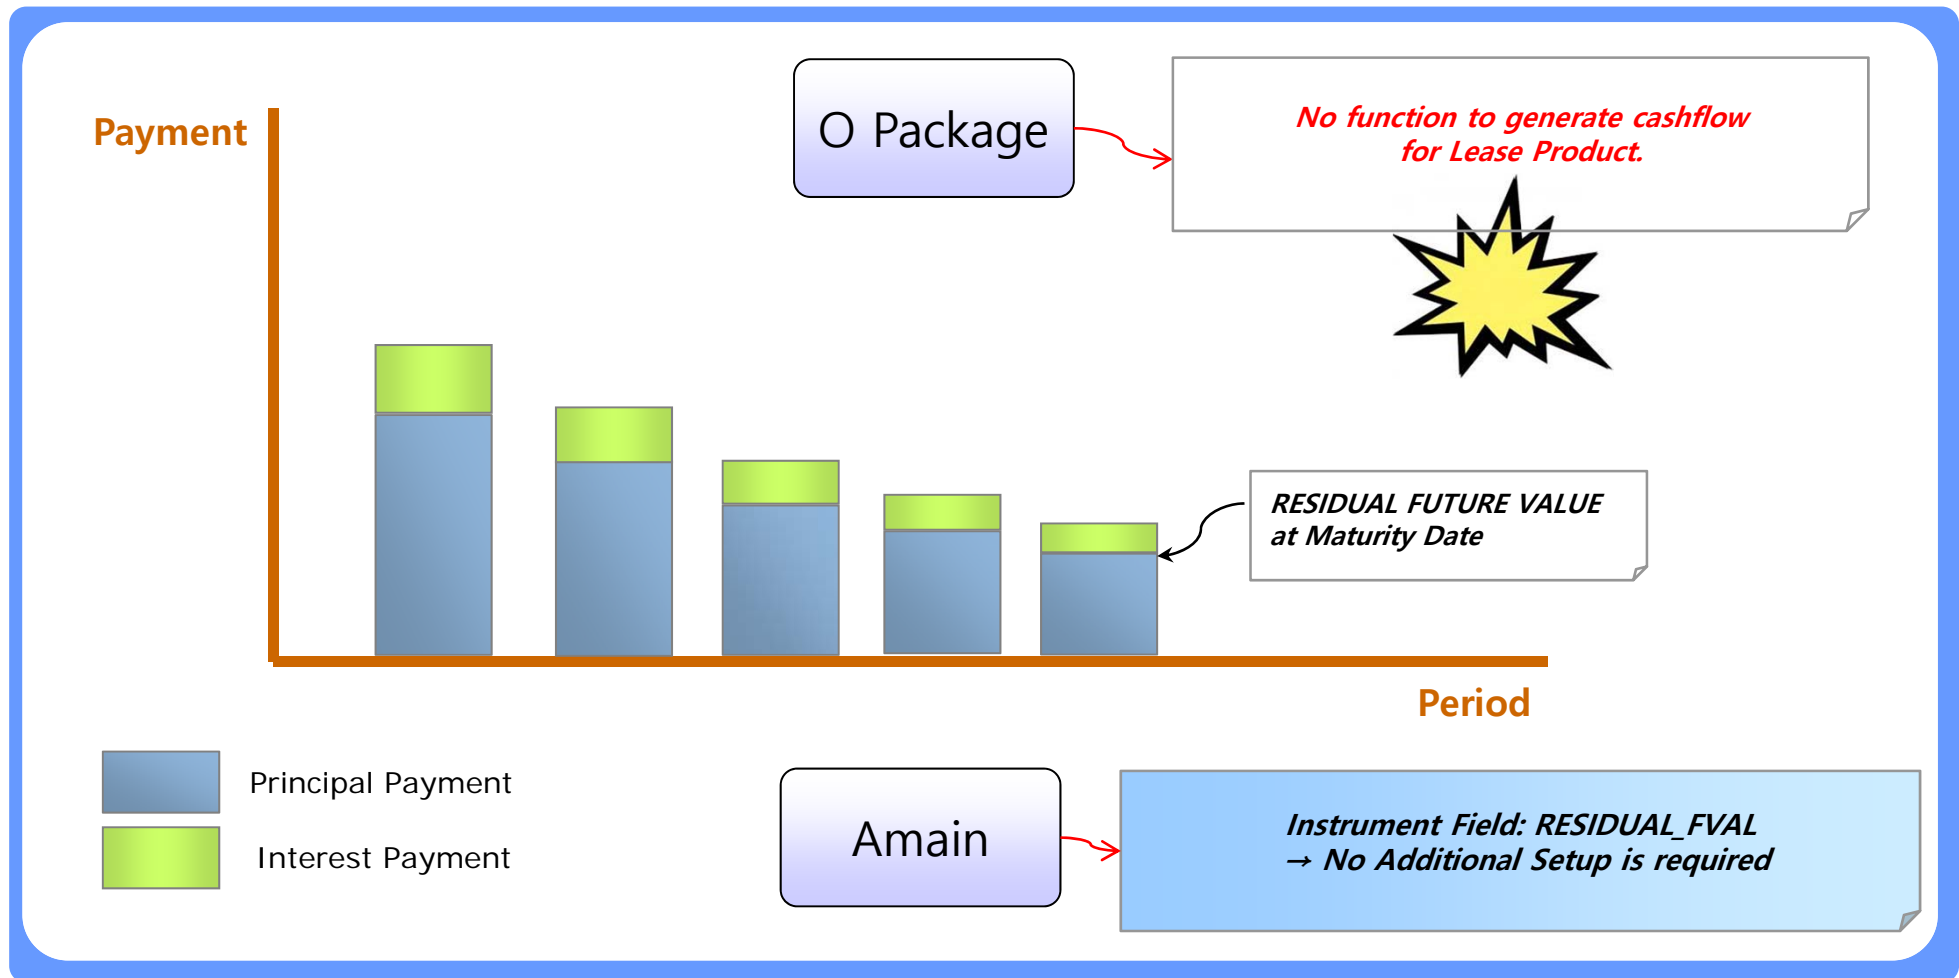 Payment
O Package
No function to generate cashflow
for Lease Product.
RESIDUAL FUTURE VALUE
at Maturity Date
Period
Principal Payment
Interest Payment
Amain
Instrument Field: RESIDUAL_FVAL
→ No Additional Setup is required